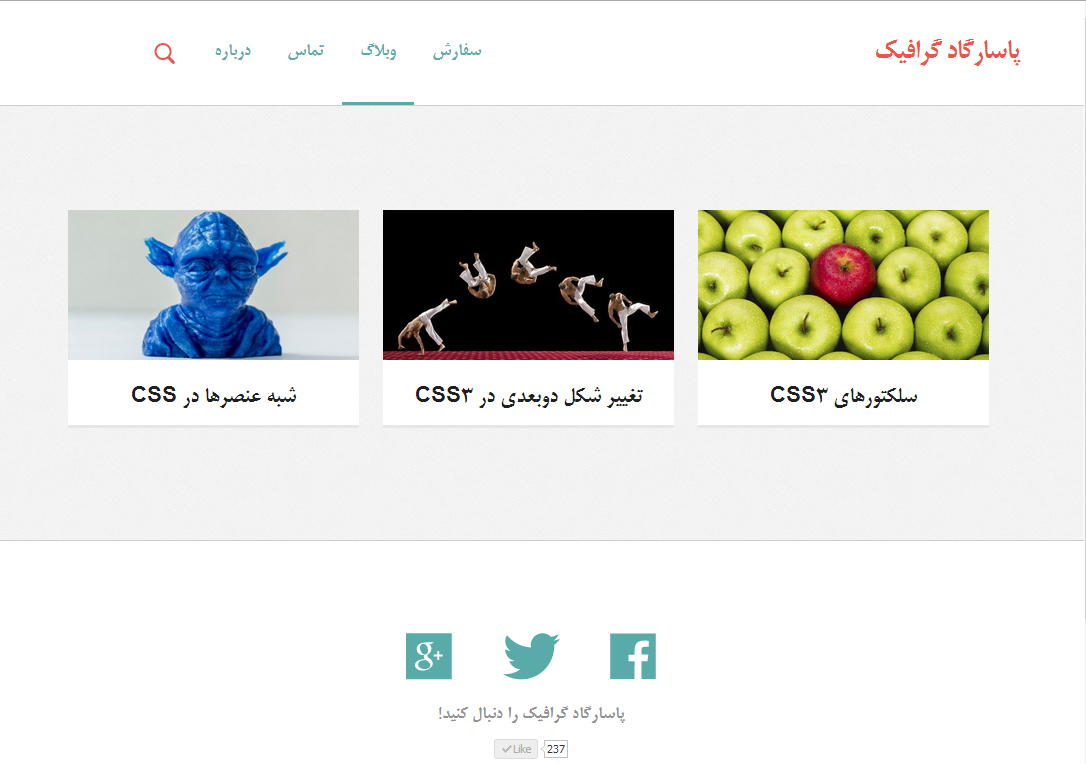 پاسارگاد گرافیک
سفارش
وبلاگ
تماس
درباره
سلکتورهای CSS۳
تغییر شکل دوبعدی در CSS۳
شبه عنصرها در CSS
g+
پاسارگاد گرافیک را دنبال کنید!
Like 237